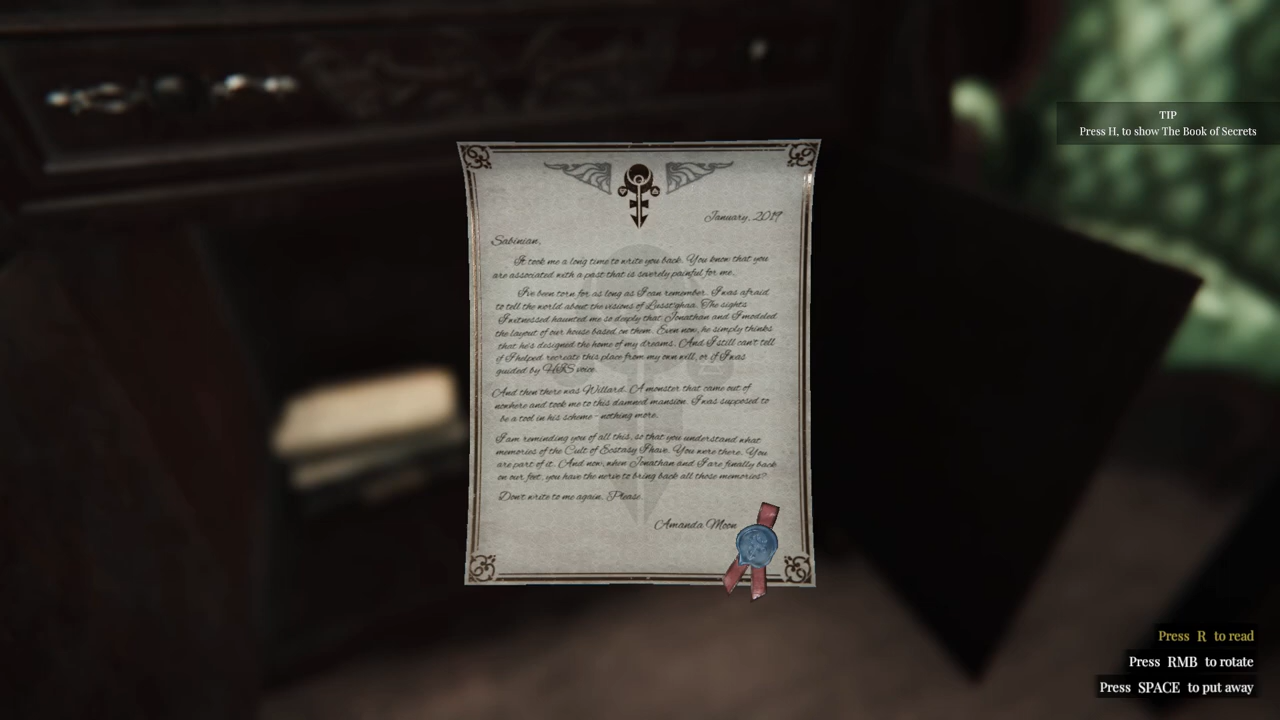 TIP
Press H, to show The Book of Secrets
January, 2019
Sabinian,
It took me a long time to write you back. You know that you
are associated with a past that is severely painful for me.
I've been torn for as long as I can remember. I was afraid
to tell the world about the visions of Lusst'ghaa. The sights
I witnessed haunted me so deeply that Jonathan and I modeled
the layout of our house based on them. Even now, he simply thinks
that he's designed the home of my dreams. And I still can't tell
if I helped recreate this place from my own will, or if I was
guided by HIS voice.
And then there was Willard. A monster that came out of
nowhere and took me to this damned mansion. I was supposed to
be a tool in his scheme - nothing more.
I am reminding you of all this, so that you understand what
memories of the Cult of Ecstasy I have. You were there. You
are part of it. And now, when Jonathan and I are finally back
on our feet, you have the nerve to bring back all those memories?
Don't write to me again. Please.
Amanda Moon
Press R to read
Press RMB to rotate
Press SPACE to put away